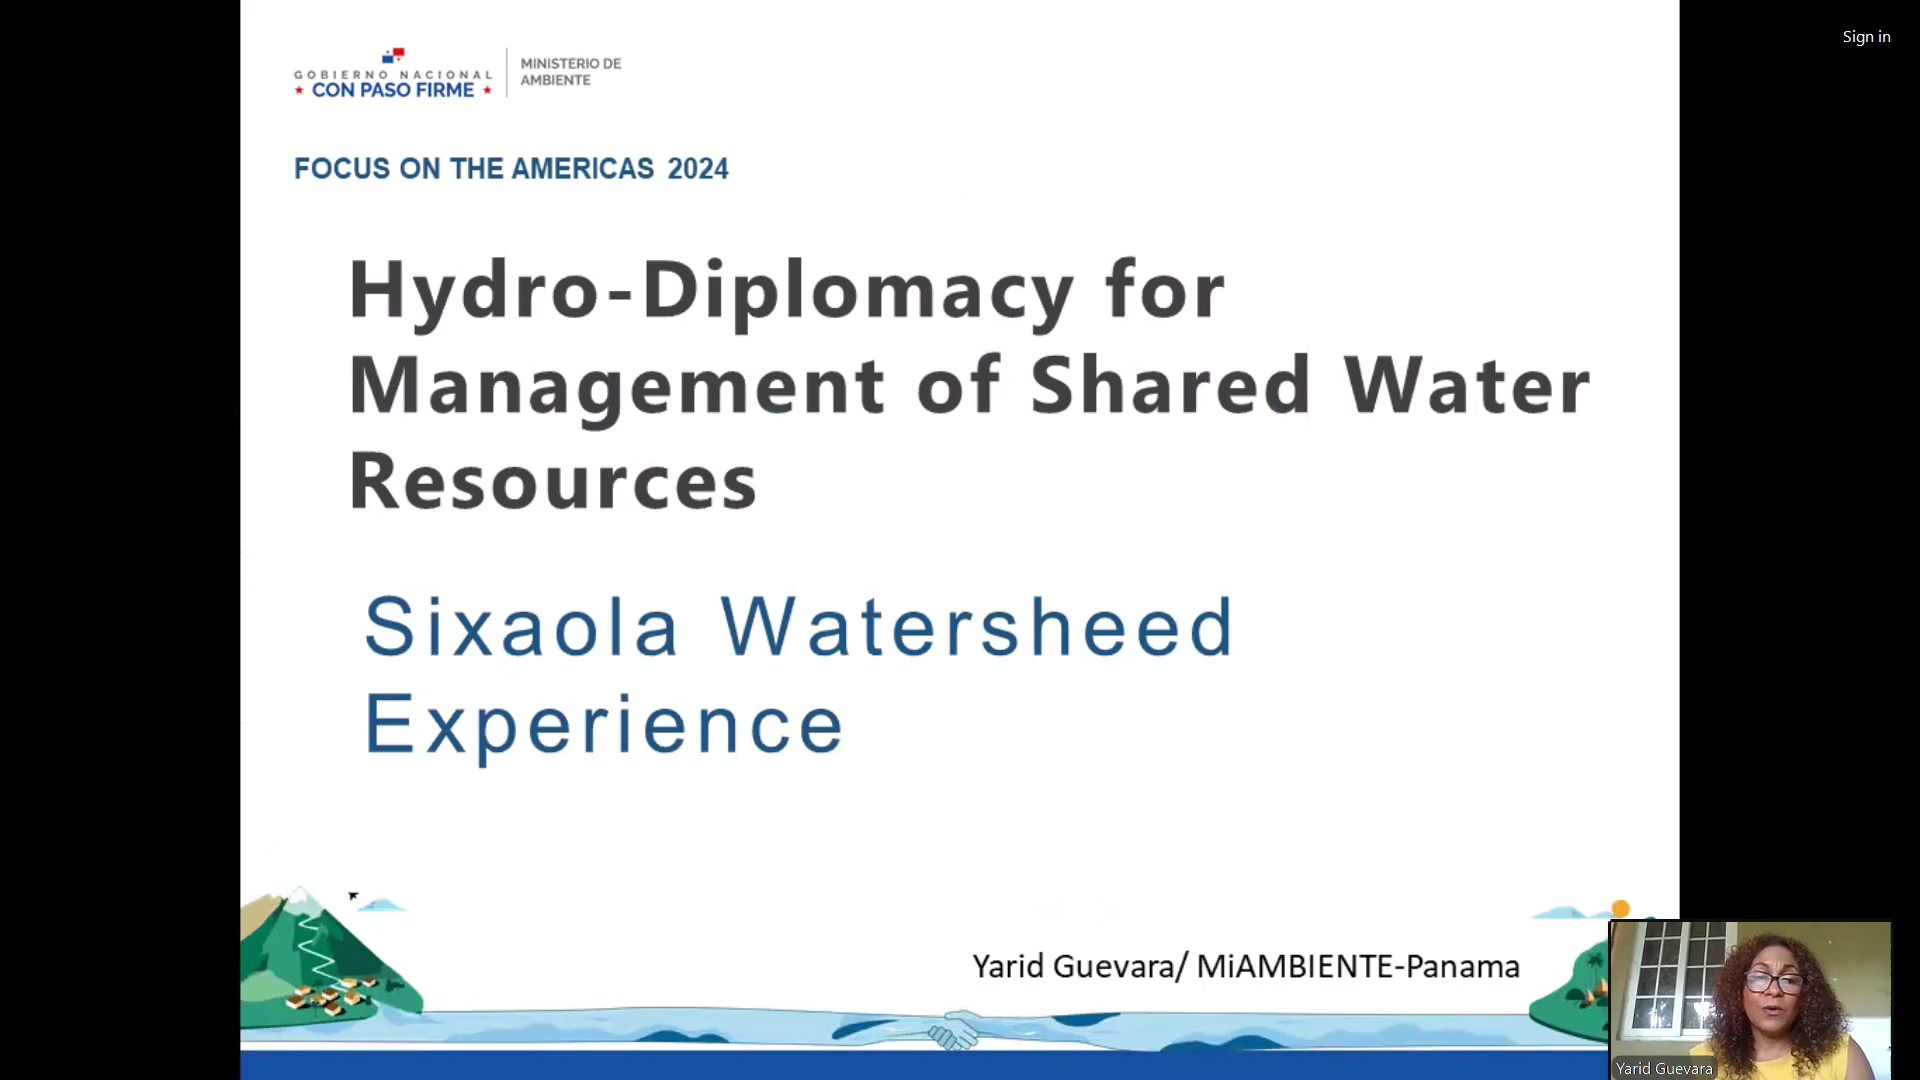 Sign in
GOBIERNO NACIONAL
CON PASO FIRME
MINISTERIO DE
AMBIENTE
FOCUS ON THE AMERICAS 2024
Hydro-Diplomacy for
Management of Shared Water
Resources
Sixaola Watersheed
Experience
Yarid Guevara/ MiAMBIENTE-Panama
Yarid Guevara